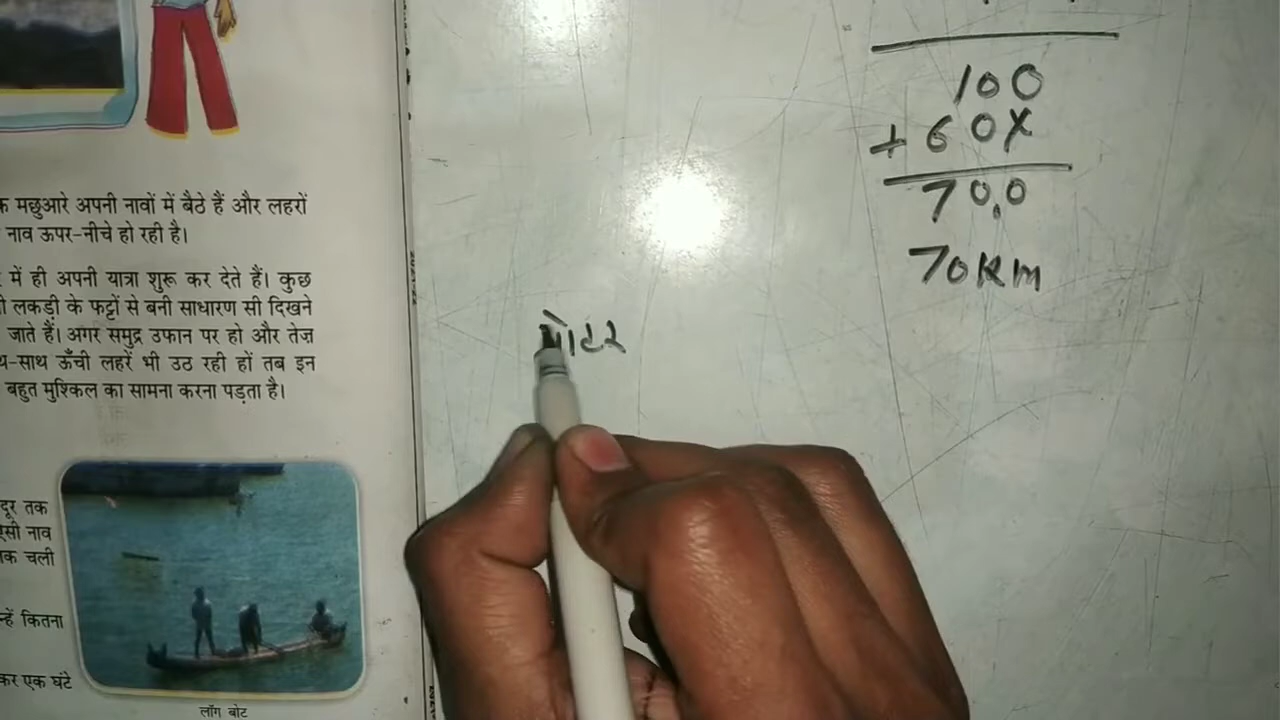 मछुआरे अपनी नावों में बैठे हैं और लहरों
नाव ऊपर-नीचे हो रही है।
में ही अपनी यात्रा शुरू कर देते हैं। कुछ
लकड़ी के फट्टों से बनी साधारण सी दिखने
जाते हैं। अगर समुद्र उफान पर हो और तेज़
ऊँची लहरें भी उठ रही हों तब इन
बहुत मुश्किल का सामना करना पड़ता है।
दूर तक
नाव
चली
कितना
कर एक घंटे
लॉग बोट
100
+ 60X
70.0
70km
मोटर